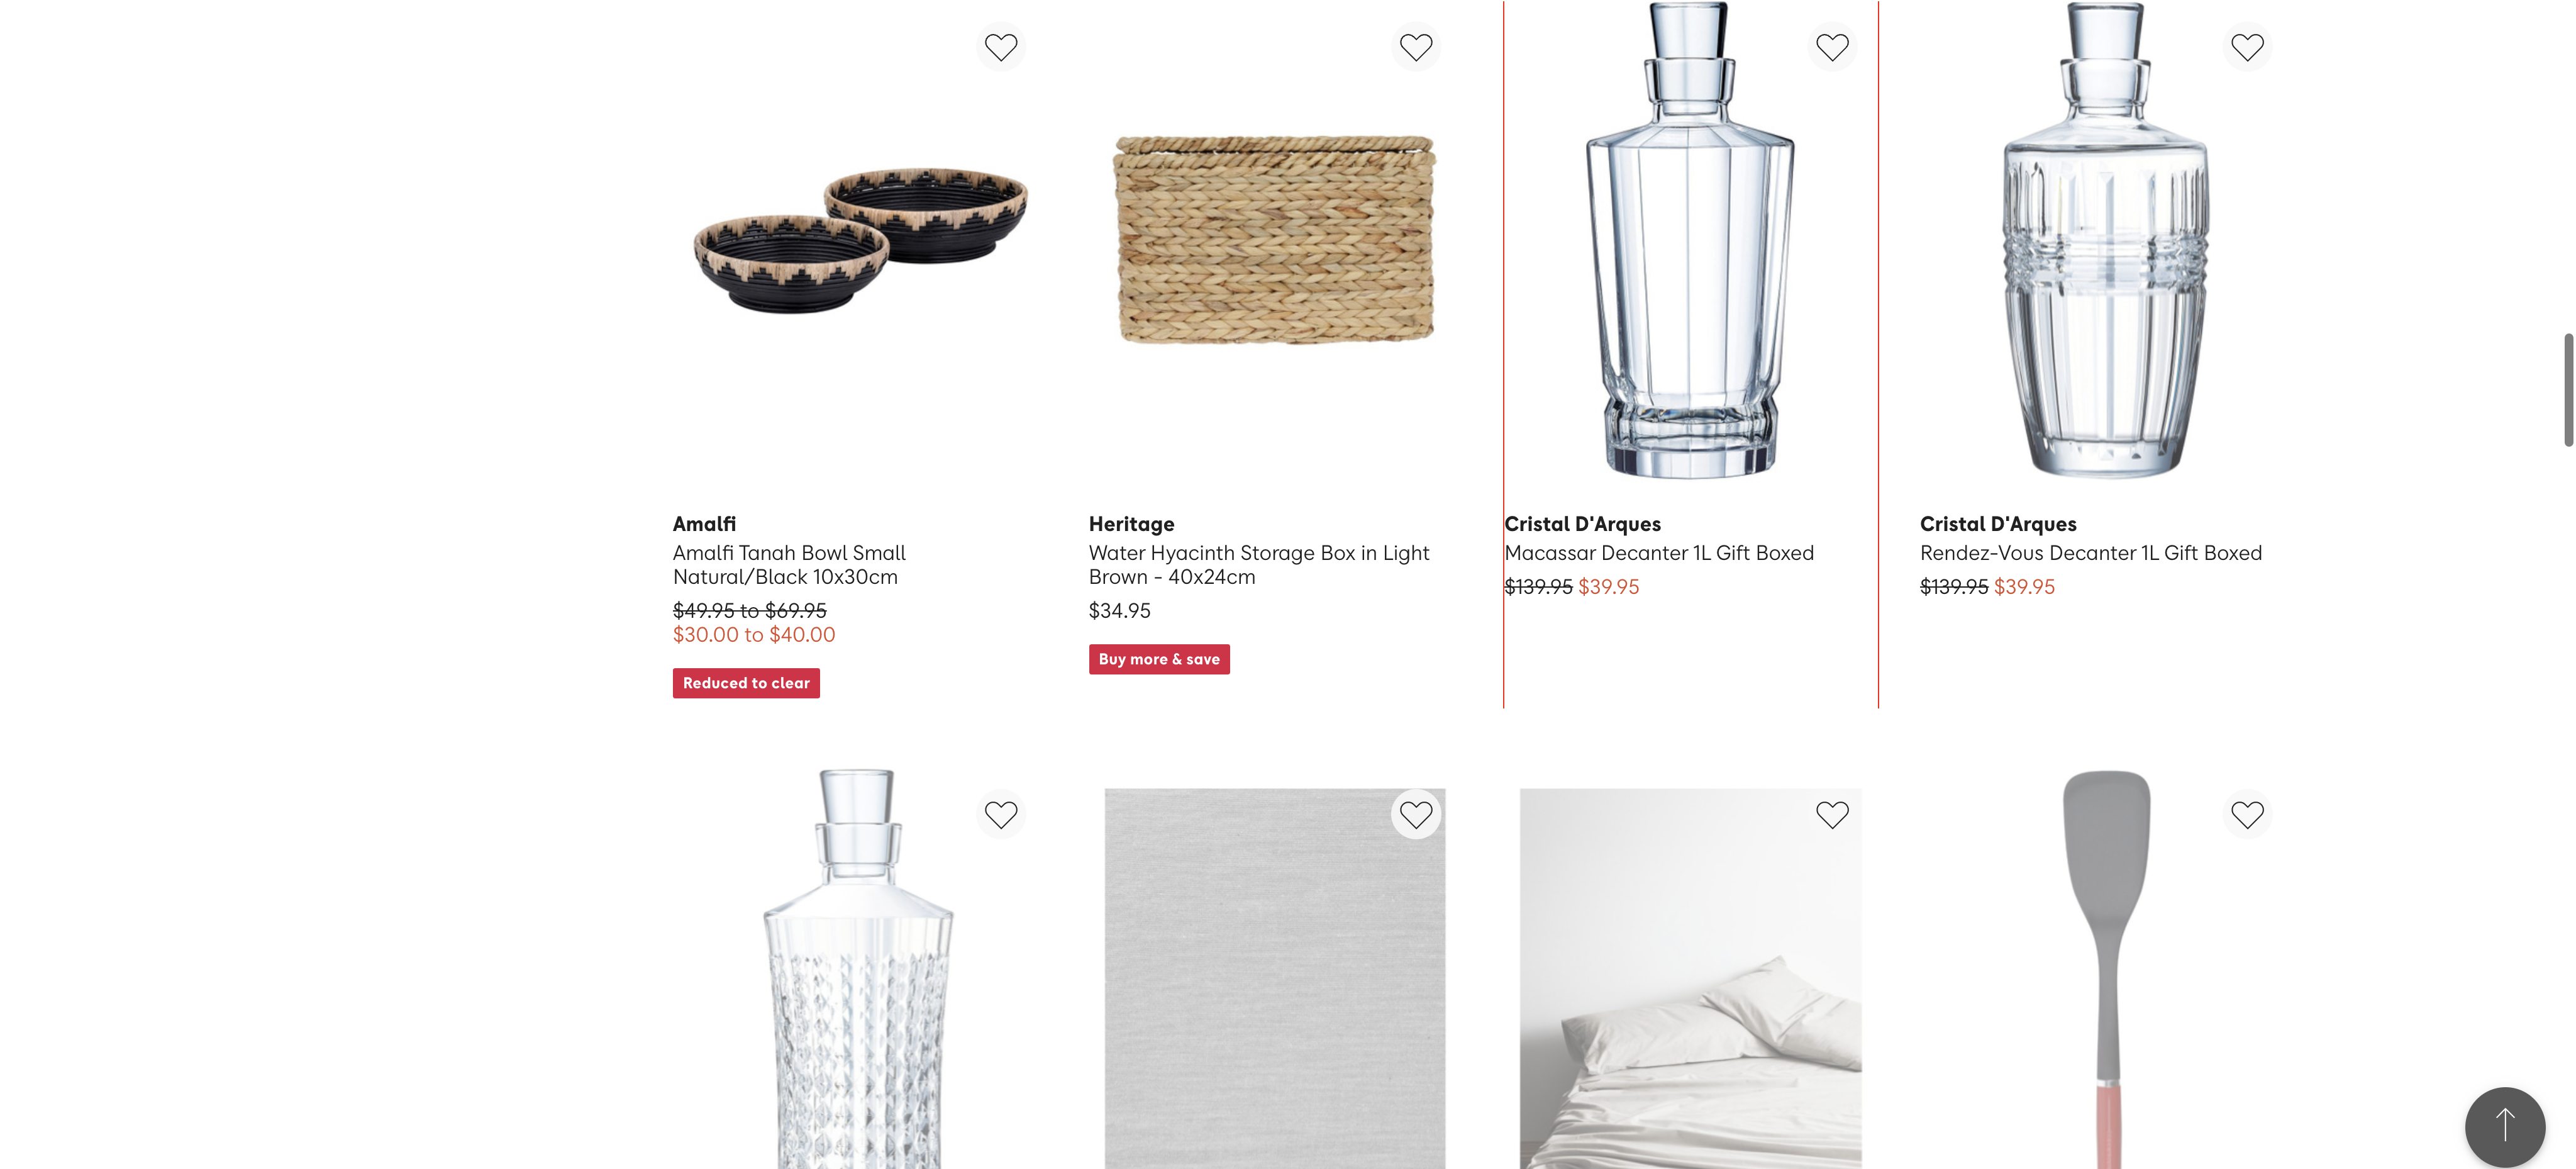 Amalfi
Amalfi Tanah Bowl Small
Natural/Black 10x30cm
$49.95 to $69.95
$30.00 to $40.00
Reduced to clear
Heritage
Water Hyacinth Storage Box in Light
Brown - 40x24cm
$34.95
Buy more & save
Cristal D'Arques
Macassar Decanter 1L Gift Boxed
$139.95 $39.95
Cristal D'Arques
Rendez-Vous Decanter 1L Gift Boxed
$139.95 $39.95